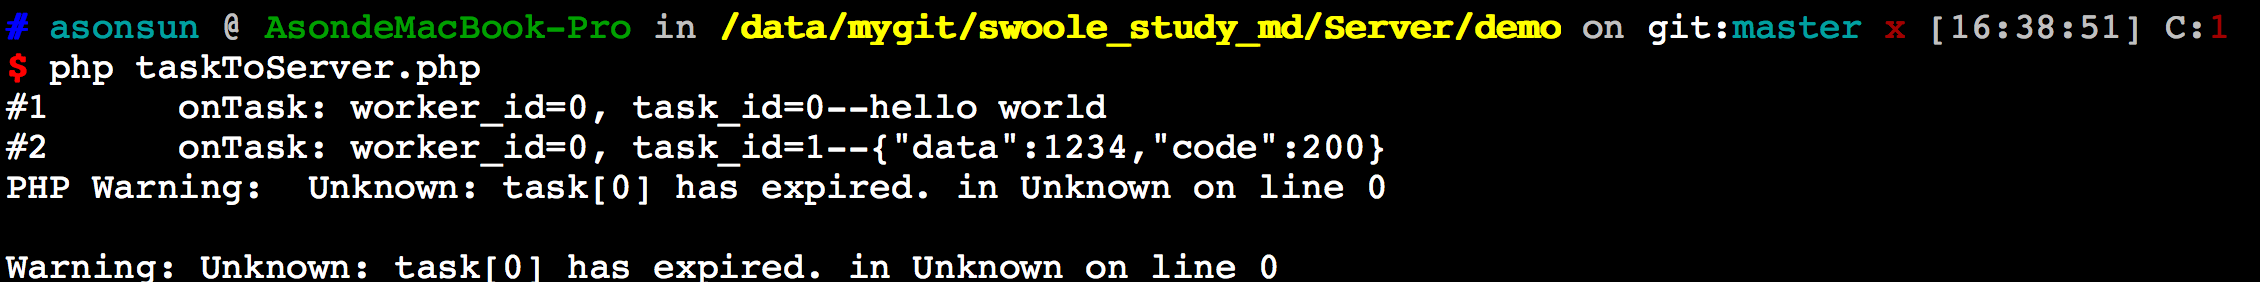 # asonsun @ AsondeMacBook-Pro in /data/mygit/swoole_study_md/Server/demo on git:master x [16:38:51] C:1
$ php taskToServer.php
#1      onTask: worker_id=0, task_id=0--hello world
#2      onTask: worker_id=0, task_id=1--{"data":1234,"code":200}
PHP Warning:  Unknown: task[0] has expired. in Unknown on line 0
Warning: Unknown: task[0] has expired. in Unknown on line 0